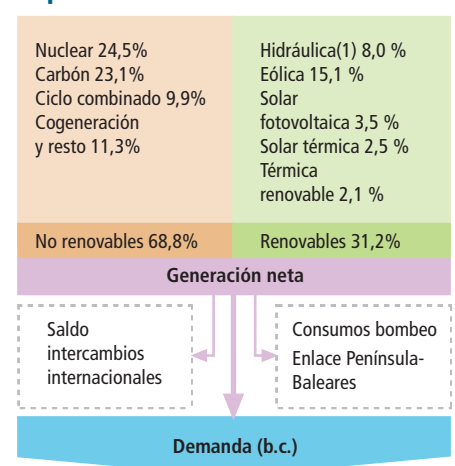 Nuclear 24,5%
Carbón 23,1%
Ciclo combinado 9,9%
Cogeneración
y resto 11,3%
Hidráulica(1) 8,0 %
Eólica 15,1 %
Solar
fotovoltaica 3,5 %
Solar térmica 2,5 %
Térmica
renovable 2,1 %
No renovables 68,8%
Renovables 31,2%
Generación neta
Saldo
intercambios
internacionales
Consumos bombeo
Enlace Península-
Baleares
Demanda (b.c.)